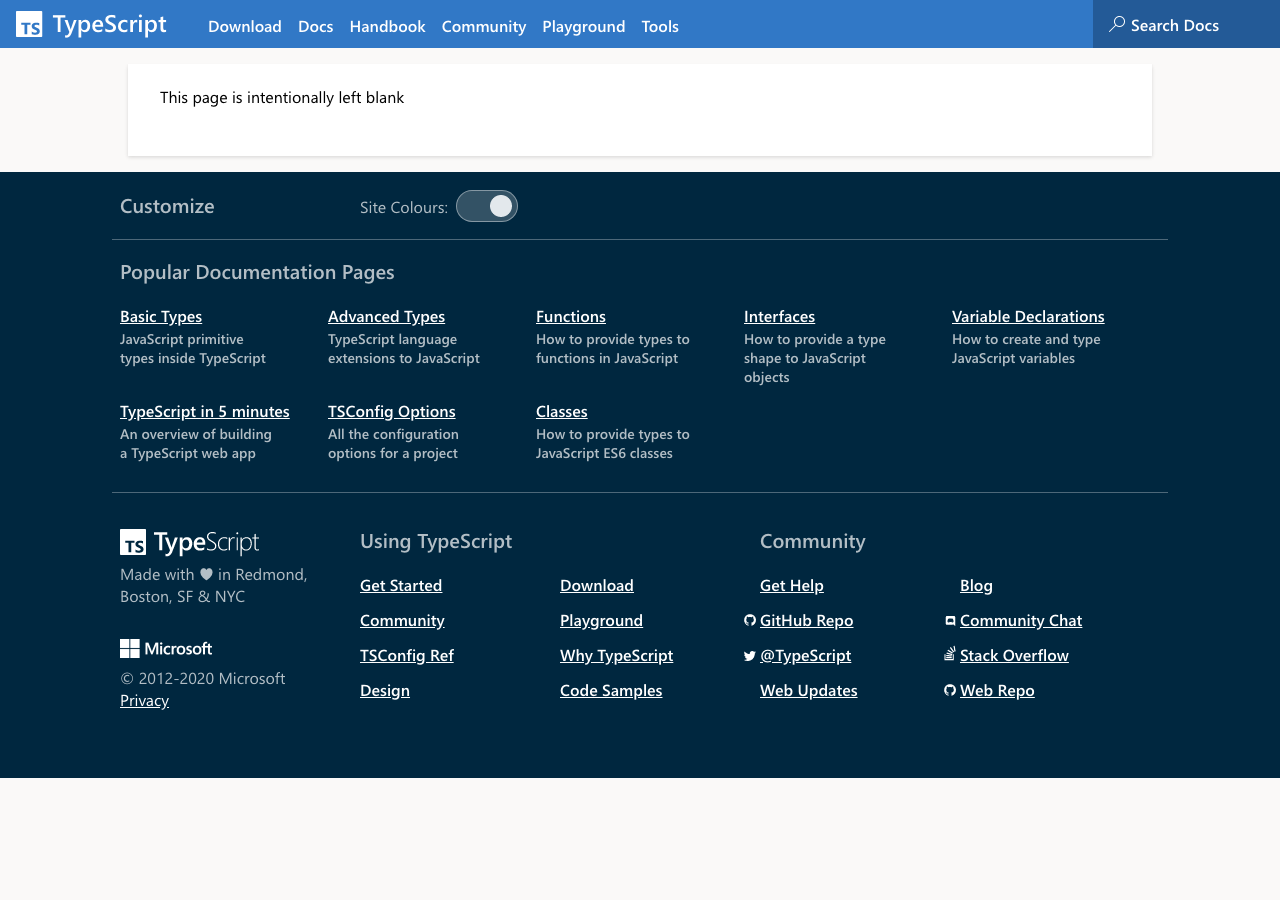 TS TypeScript Download Docs Handbook Community Playground Tools Search Docs
This page is intentionally left blank
Customize Site Colours:
Popular Documentation Pages
Basic Types
JavaScript primitive
types inside TypeScript
Advanced Types
TypeScript language
extensions to JavaScript
Functions
How to provide types to
functions in JavaScript
Interfaces
How to provide a type
shape to JavaScript
objects
Variable Declarations
How to create and type
JavaScript variables
TypeScript in 5 minutes
An overview of building
a TypeScript web app
TSConfig Options
All the configuration
options for a project
Classes
How to provide types to
JavaScript ES6 classes
TS TypeScript
Made with ♥ in Redmond,
Boston, SF & NYC
Microsoft
© 2012-2020 Microsoft
Privacy
Using TypeScript
Get Started
Community
TSConfig Ref
Design
Download
Playground
Why TypeScript
Code Samples
Community
Get Help
GitHub Repo
@TypeScript
Web Updates
Blog
Community Chat
Stack Overflow
Web Repo